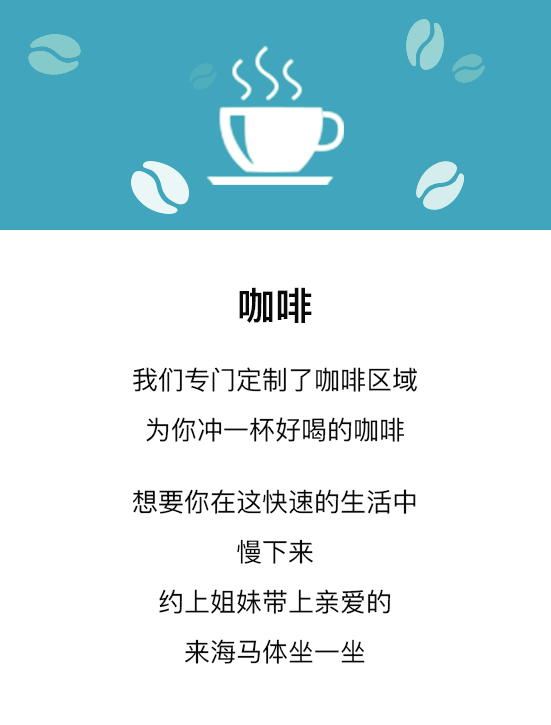 咖啡
我们专门定制了咖啡区域
为你冲一杯好喝的咖啡
想要你在这快速的生活中
慢下来
约上姐妹带上亲爱的
来海马体坐一坐